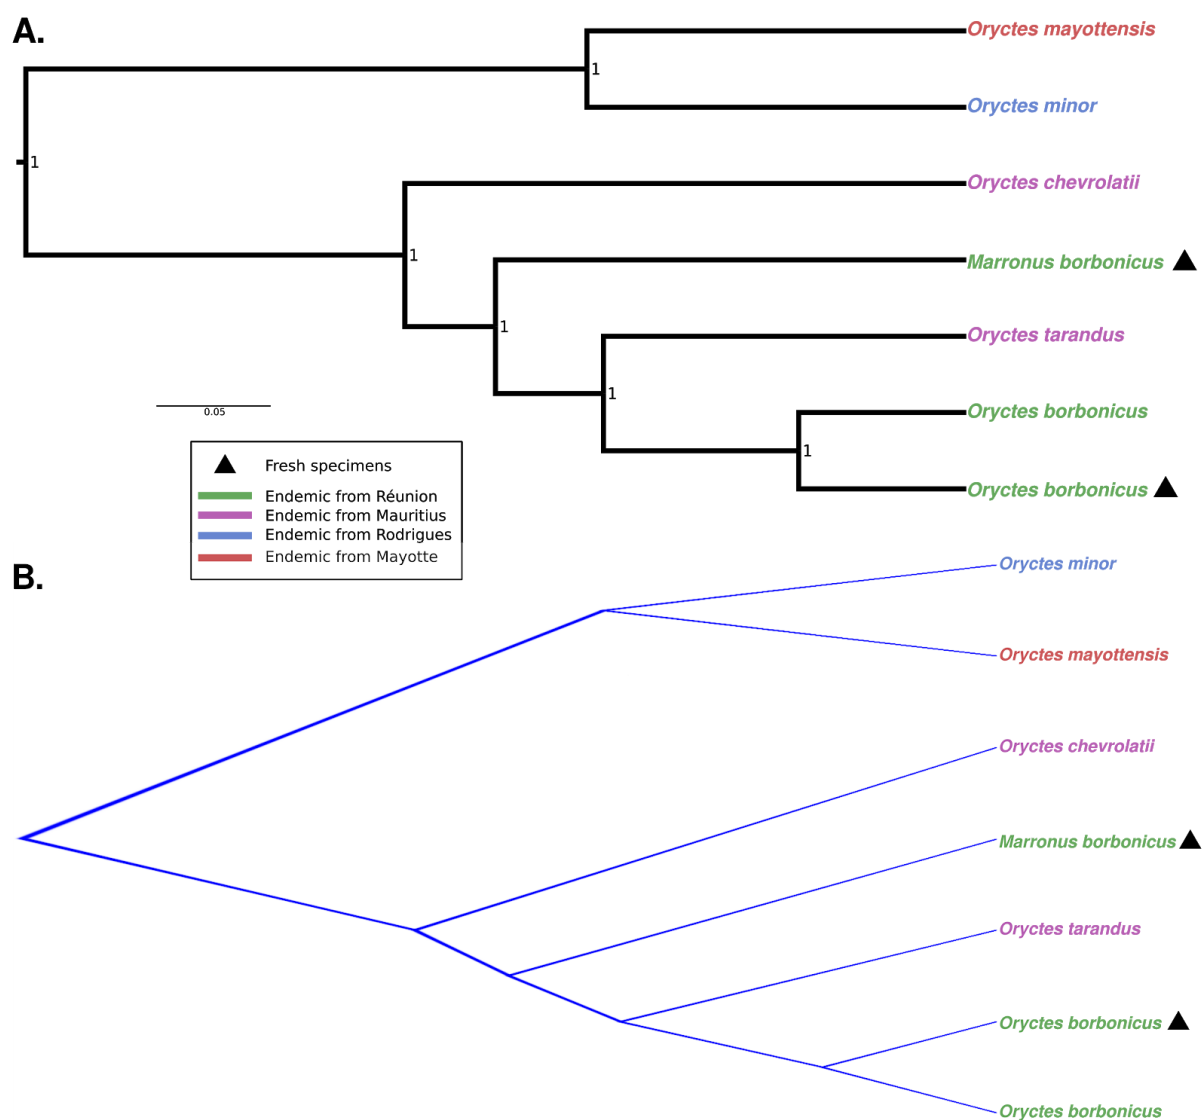 A.
Oryctes mayottensis
1
Oryctes minor
1
Oryctes chevrolatii
1
Marronus borbonicus
1
Oryctes tarandus
1
0.05
Oryctes borbonicus
1
Oryctes borbonicus
Fresh specimens
Endemic from Réunion
Endemic from Mauritius
Endemic from Rodrigues
Endemic from Mayotte
B.
Oryctes minor
Oryctes mayottensis
Oryctes chevrolatii
Marronus borbonicus
Oryctes tarandus
Oryctes borbonicus
Oryctes borbonicus